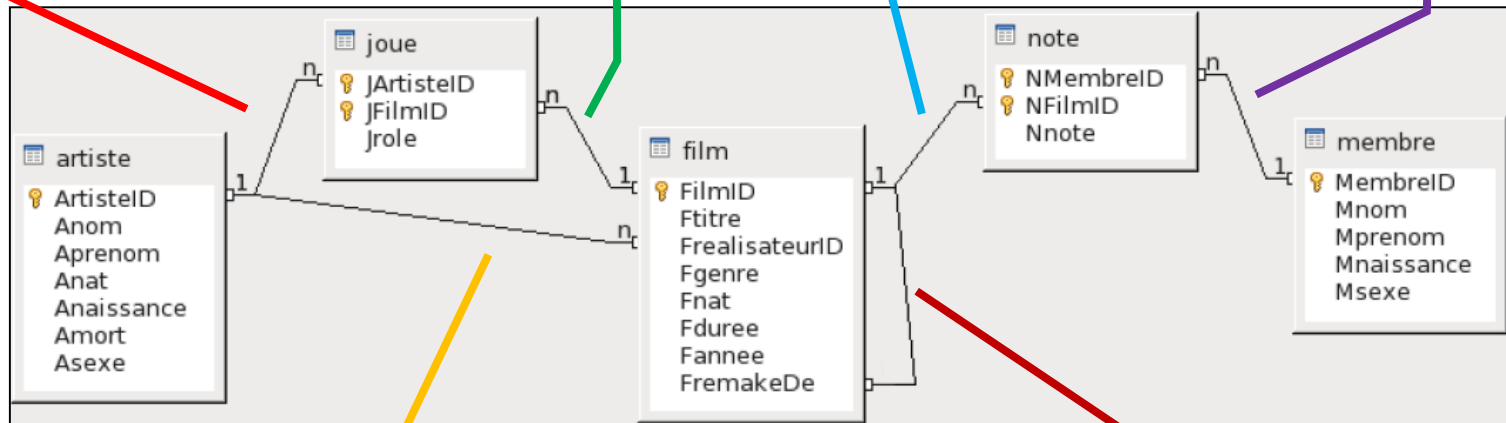 joue
JArtisteID
JFilmID
Jrole
n
n
artiste
ArtisteID
Anom
Aprenom
Anat
Anaissance
Amort
Asexe
1
film
FilmID
Ftitre
FrealisateurID
Fgenre
Fnat
Fduree
Fannee
FremakeDe
1
n
1
note
NMembreID
NFilmID
Nnote
n
n
membre
MembreID
Mnom
Mprenom
Mnaissance
Msexe
1